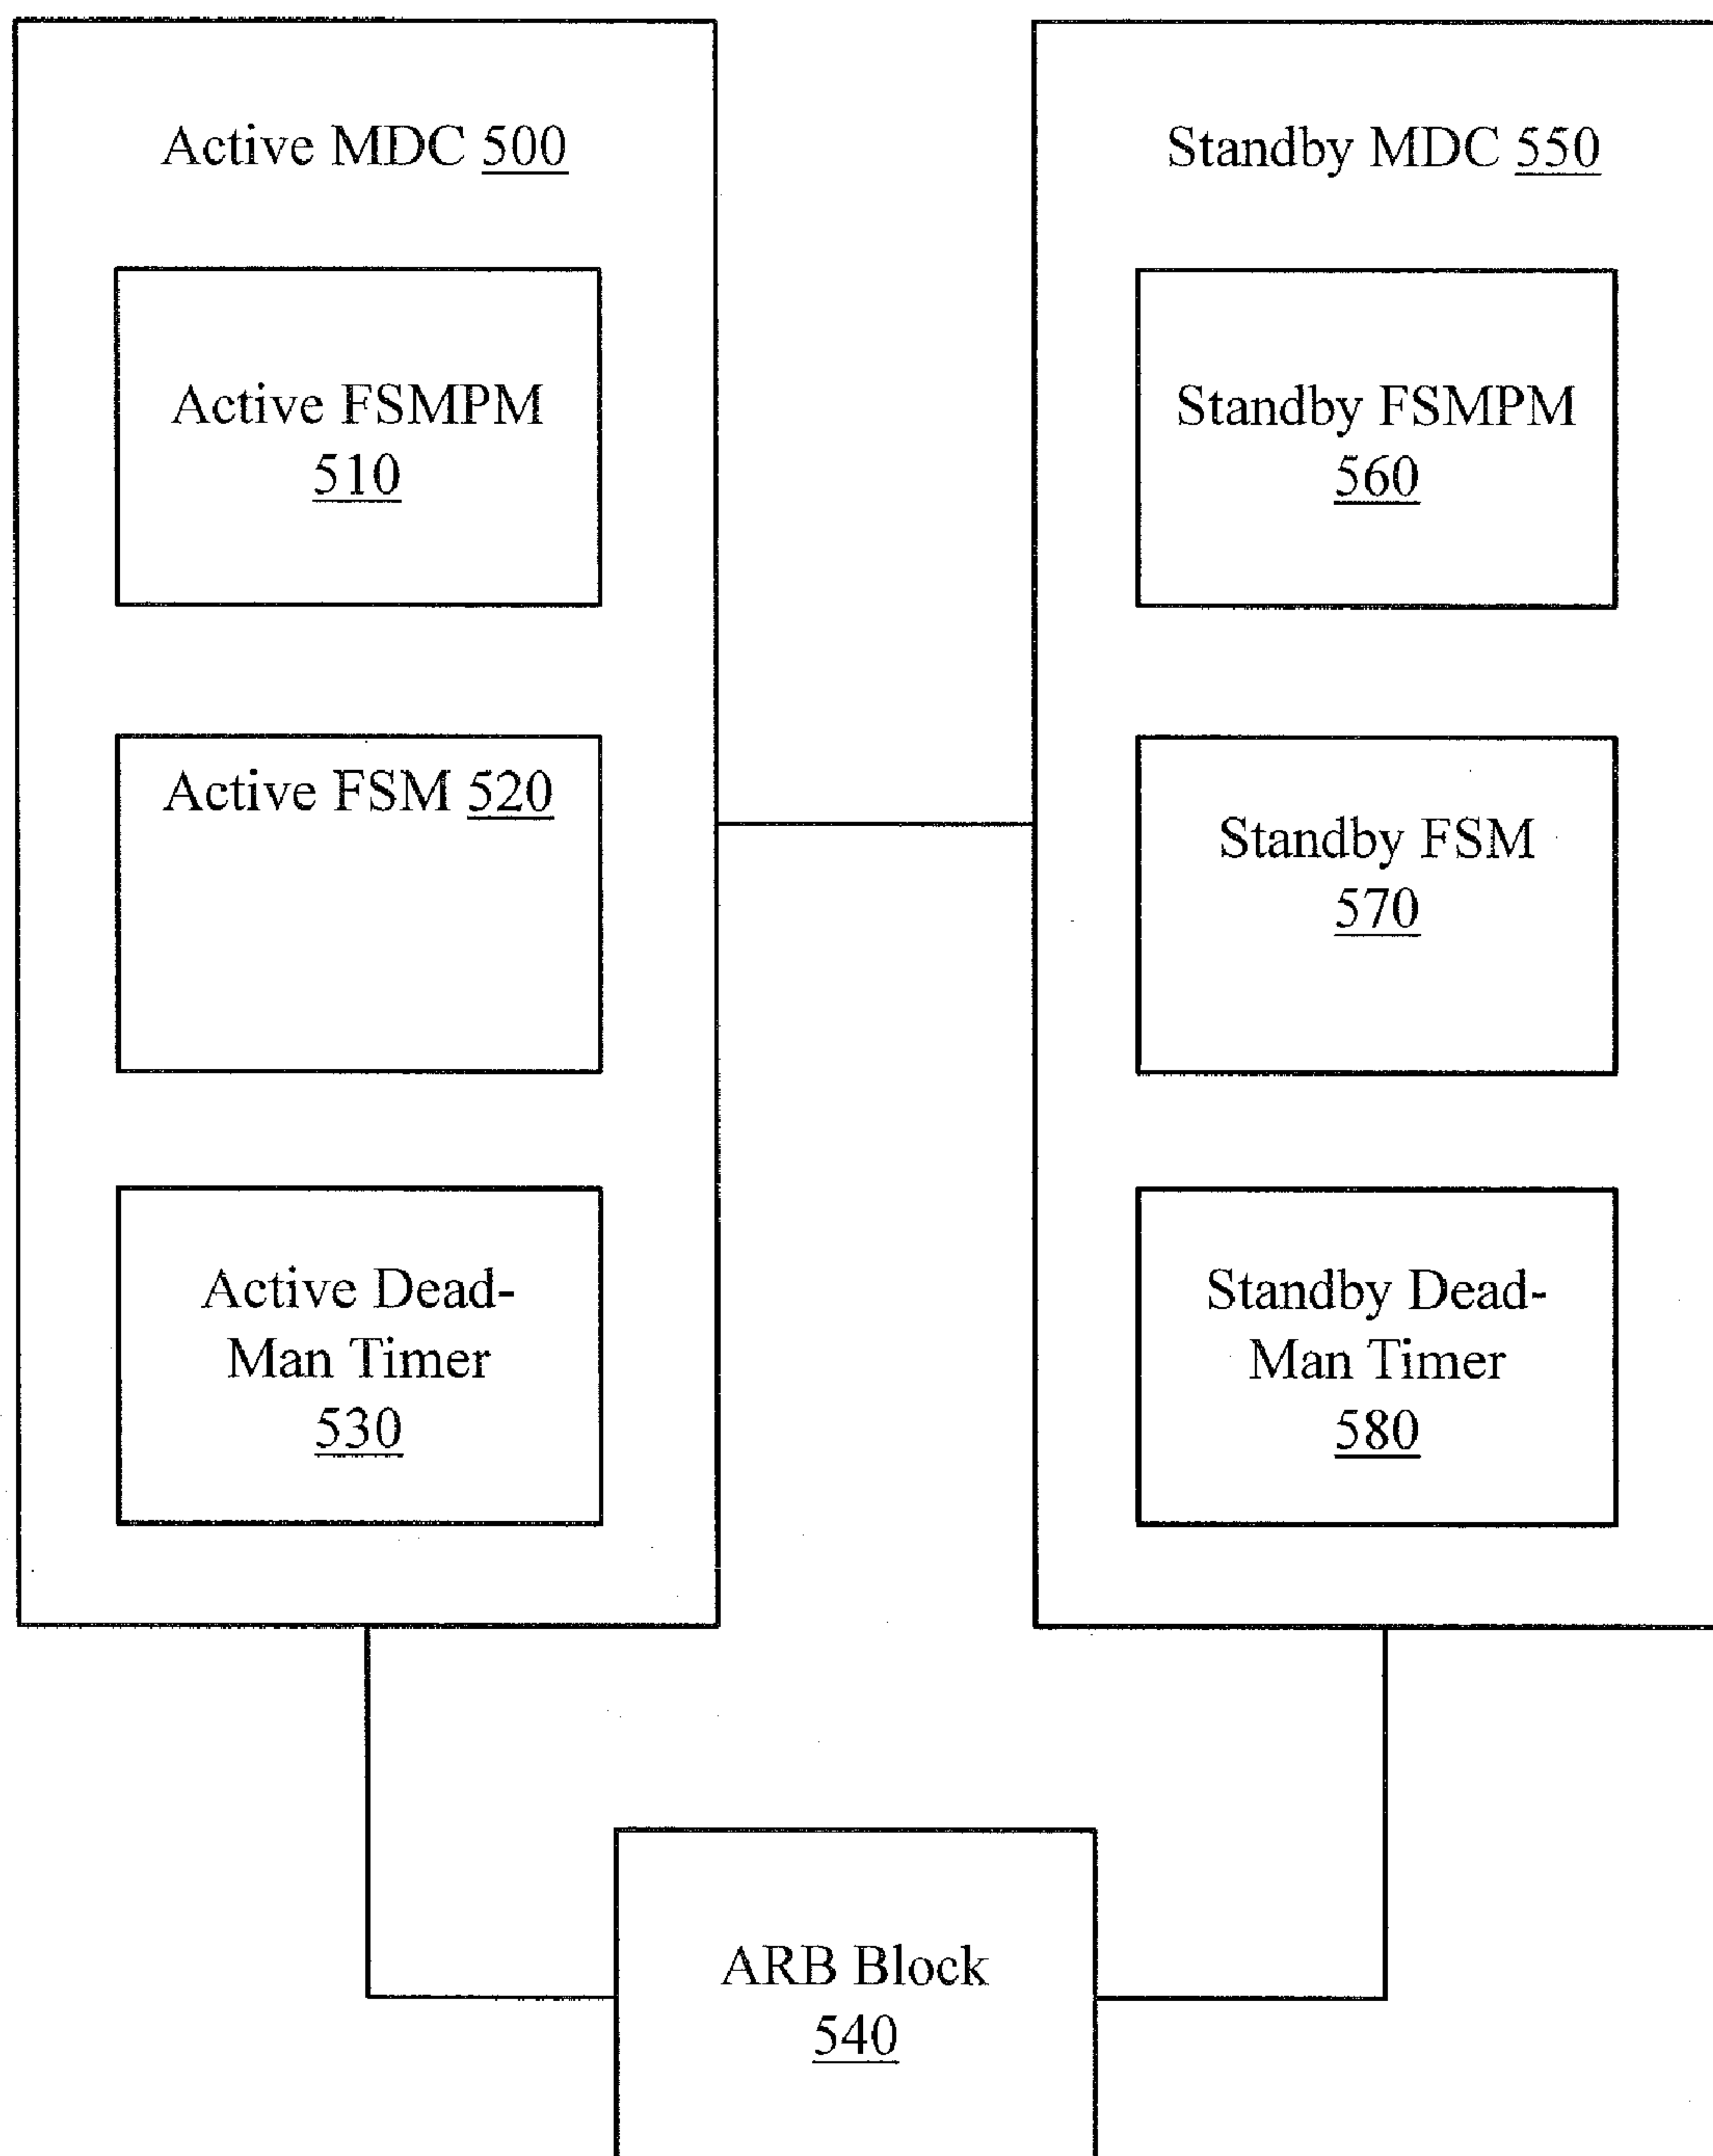 Active MDC 500
Active FSMPM
510
Active FSM 520
Active Dead-
Man Timer
530
Standby MDC 550
Standby FSMPM
560
Standby FSM
570
Standby Dead-
Man Timer
580
ARB Block
540